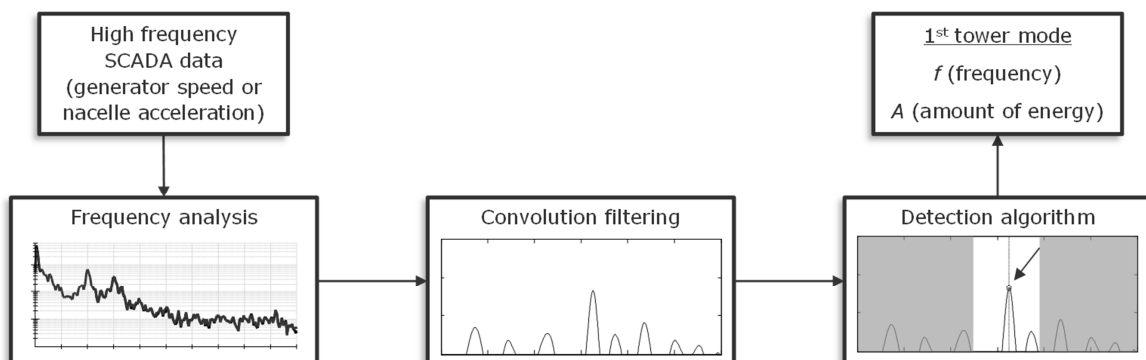 High frequency
SCADA data
(generator speed or
nacelle acceleration)
1st tower mode
f (frequency)
A (amount of energy)
Frequency analysis
Convolution filtering
Detection algorithm